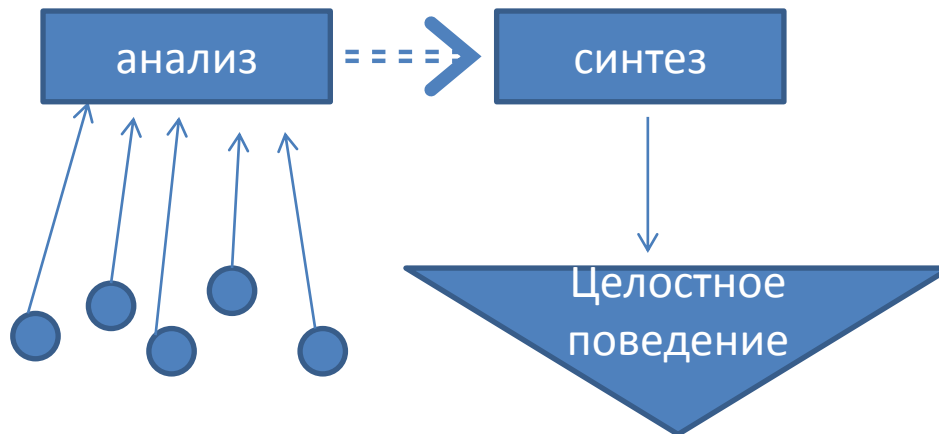 анализ
синтез
Целостное
поведение